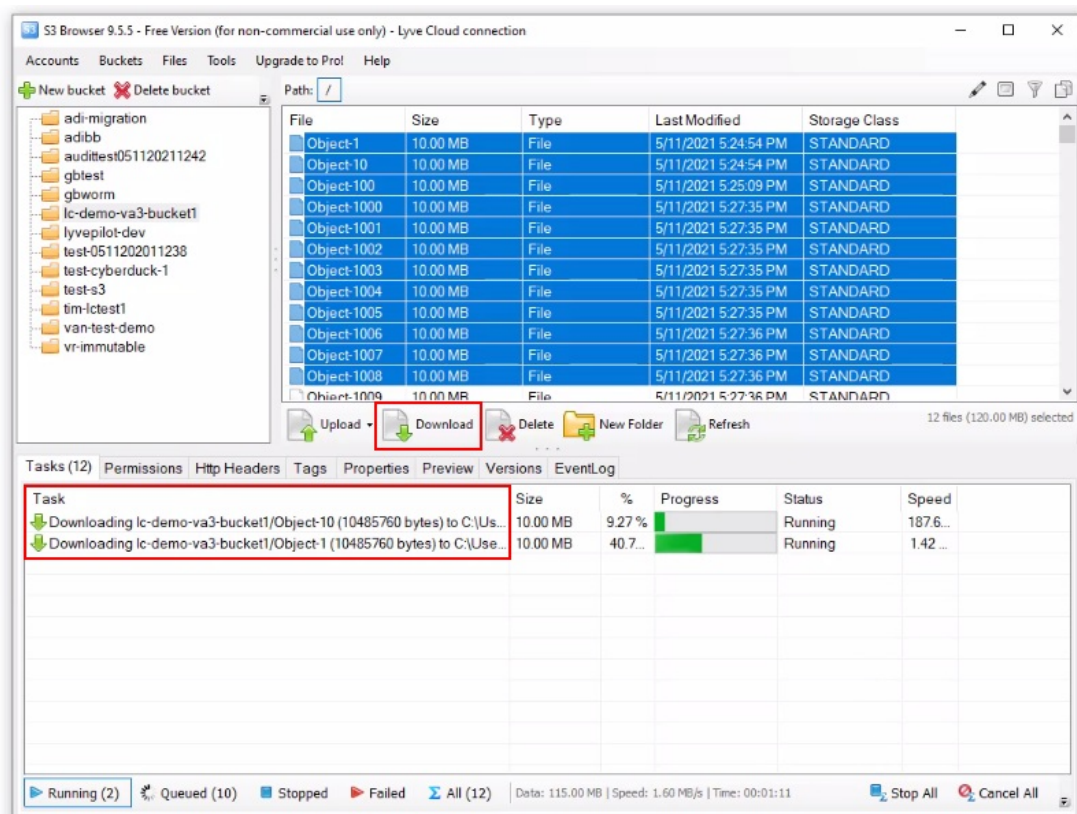 S3 Browser 9.5.5 - Free Version (for non-commercial use only) - Lyve Cloud connection
Accounts Buckets Files Tools Upgrade to Pro! Help
New bucket Delete bucket
Path: /
adi-migration
adibb
audittest051120211242
gbtest
gbworm
lc-demo-va3-bucket1
lyvepilot-dev
test-0511202011238
test-cyberduck-1
test-s3
tim-lctest1
van-test-demo
vr-immutable
File Size Type Last Modified Storage Class
Object-1 10.00 MB File 5/11/2021 5:24:54 PM STANDARD
Object-10 10.00 MB File 5/11/2021 5:24:54 PM STANDARD
Object-100 10.00 MB File 5/11/2021 5:25:09 PM STANDARD
Object-1000 10.00 MB File 5/11/2021 5:27:35 PM STANDARD
Object-1001 10.00 MB File 5/11/2021 5:27:35 PM STANDARD
Object-1002 10.00 MB File 5/11/2021 5:27:35 PM STANDARD
Object-1003 10.00 MB File 5/11/2021 5:27:35 PM STANDARD
Object-1004 10.00 MB File 5/11/2021 5:27:35 PM STANDARD
Object-1005 10.00 MB File 5/11/2021 5:27:35 PM STANDARD
Object-1006 10.00 MB File 5/11/2021 5:27:36 PM STANDARD
Object-1007 10.00 MB File 5/11/2021 5:27:36 PM STANDARD
Object-1008 10.00 MB File 5/11/2021 5:27:36 PM STANDARD
Object-1009 10.00 MB File 5/11/2021 5:27:36 PM STANDARD
Upload Download Delete New Folder Refresh 12 files (120.00 MB) selected
Tasks (12) Permissions Http Headers Tags Properties Preview Versions EventLog
Task Size % Progress Status Speed
Downloading lc-demo-va3-bucket1/Object-10 (10485760 bytes) to C:\Us... 10.00 MB 9.27 % Running 187.6...
Downloading lc-demo-va3-bucket1/Object-1 (10485760 bytes) to C:\Use... 10.00 MB 40.7... Running 1.42 ...
Running (2) Queued (10) Stopped Failed All (12) Data: 115.00 MB | Speed: 1.60 MB/s | Time: 00:01:11 Stop All Cancel All